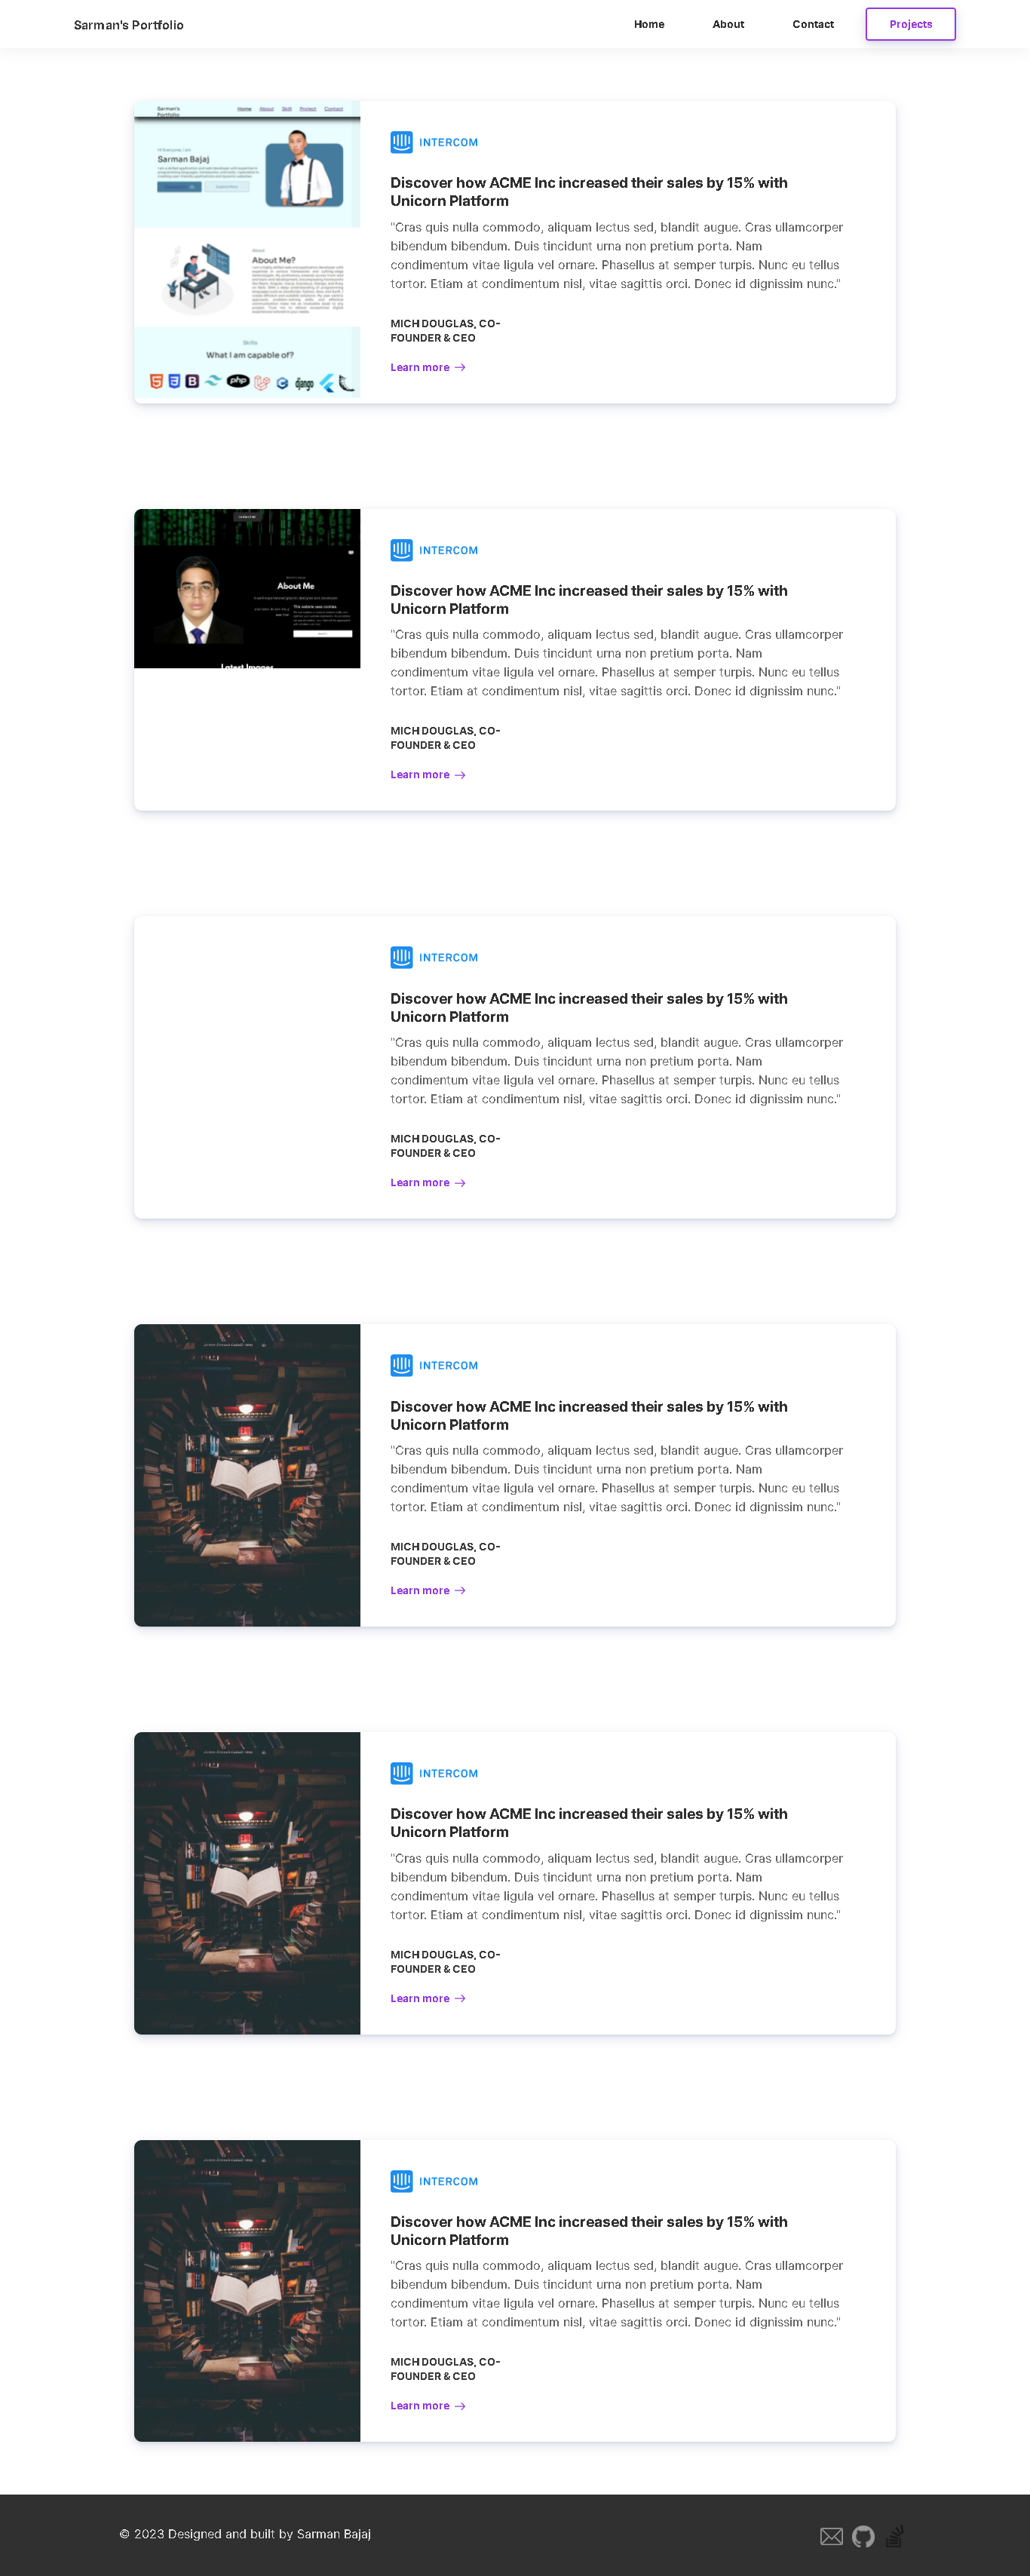 Sarman's Portfolio
Home About Contact Projects
Sarman's
Portfolio
Home About Skill Project Contact
Hi Everyone, I am
Sarman Bajaj
About
About Me?
Skills
What I am capable of?
php
django
INTERCOM
Discover how ACME Inc increased their sales by 15% with
Unicorn Platform
"Cras quis nulla commodo, aliquam lectus sed, blandit augue. Cras ullamcorper
bibendum bibendum. Duis tincidunt urna non pretium porta. Nam
condimentum vitae ligula vel ornare. Phasellus at semper turpis. Nunc eu tellus
tortor. Etiam at condimentum nisl, vitae sagittis orci. Donec id dignissim nunc."
MICH DOUGLAS, CO-
FOUNDER & CEO
Learn more
About Me
This website uses cookies.
Latest Images
INTERCOM
Discover how ACME Inc increased their sales by 15% with
Unicorn Platform
"Cras quis nulla commodo, aliquam lectus sed, blandit augue. Cras ullamcorper
bibendum bibendum. Duis tincidunt urna non pretium porta. Nam
condimentum vitae ligula vel ornare. Phasellus at semper turpis. Nunc eu tellus
tortor. Etiam at condimentum nisl, vitae sagittis orci. Donec id dignissim nunc."
MICH DOUGLAS, CO-
FOUNDER & CEO
Learn more
INTERCOM
Discover how ACME Inc increased their sales by 15% with
Unicorn Platform
"Cras quis nulla commodo, aliquam lectus sed, blandit augue. Cras ullamcorper
bibendum bibendum. Duis tincidunt urna non pretium porta. Nam
condimentum vitae ligula vel ornare. Phasellus at semper turpis. Nunc eu tellus
tortor. Etiam at condimentum nisl, vitae sagittis orci. Donec id dignissim nunc."
MICH DOUGLAS, CO-
FOUNDER & CEO
Learn more
INTERCOM
Discover how ACME Inc increased their sales by 15% with
Unicorn Platform
"Cras quis nulla commodo, aliquam lectus sed, blandit augue. Cras ullamcorper
bibendum bibendum. Duis tincidunt urna non pretium porta. Nam
condimentum vitae ligula vel ornare. Phasellus at semper turpis. Nunc eu tellus
tortor. Etiam at condimentum nisl, vitae sagittis orci. Donec id dignissim nunc."
MICH DOUGLAS, CO-
FOUNDER & CEO
Learn more
INTERCOM
Discover how ACME Inc increased their sales by 15% with
Unicorn Platform
"Cras quis nulla commodo, aliquam lectus sed, blandit augue. Cras ullamcorper
bibendum bibendum. Duis tincidunt urna non pretium porta. Nam
condimentum vitae ligula vel ornare. Phasellus at semper turpis. Nunc eu tellus
tortor. Etiam at condimentum nisl, vitae sagittis orci. Donec id dignissim nunc."
MICH DOUGLAS, CO-
FOUNDER & CEO
Learn more
INTERCOM
Discover how ACME Inc increased their sales by 15% with
Unicorn Platform
"Cras quis nulla commodo, aliquam lectus sed, blandit augue. Cras ullamcorper
bibendum bibendum. Duis tincidunt urna non pretium porta. Nam
condimentum vitae ligula vel ornare. Phasellus at semper turpis. Nunc eu tellus
tortor. Etiam at condimentum nisl, vitae sagittis orci. Donec id dignissim nunc."
MICH DOUGLAS, CO-
FOUNDER & CEO
Learn more
© 2023 Designed and built by Sarman Bajaj